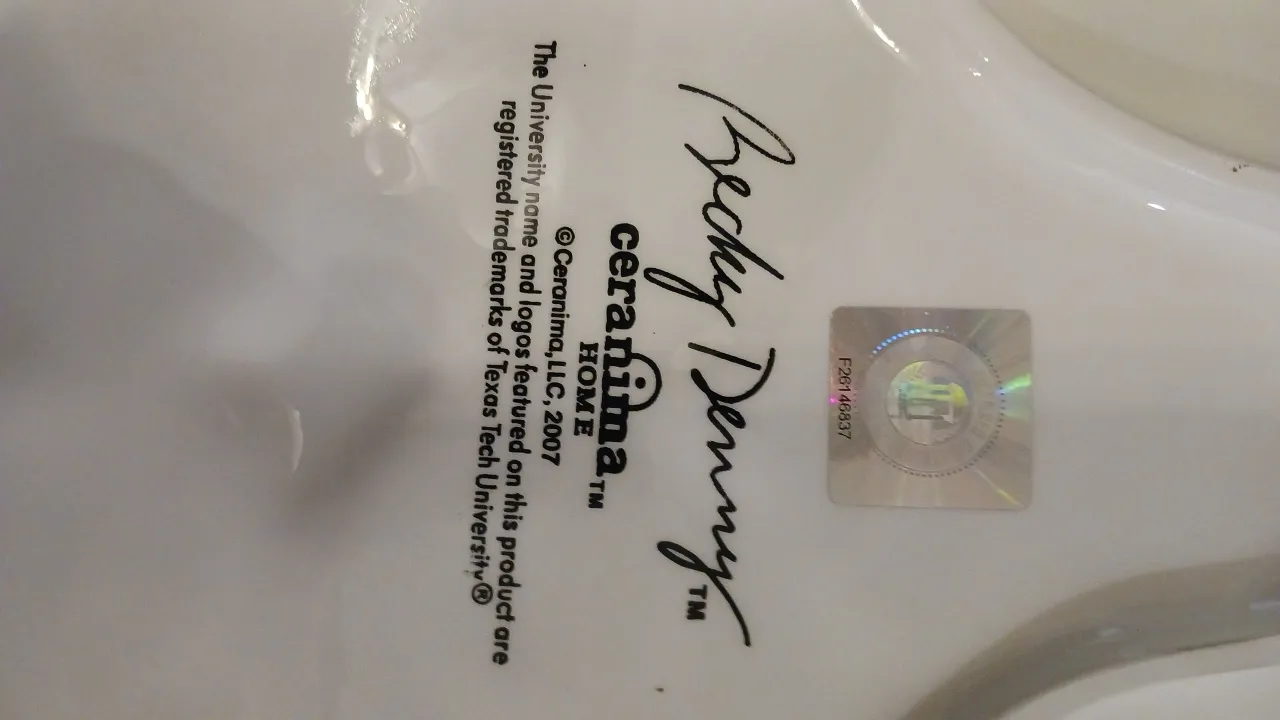 F26146837
Becky Denny™
ceranima™
HOME
©Ceranima, LLC, 2007
The University name and logos featured on this product are
registered trademarks of Texas Tech University®